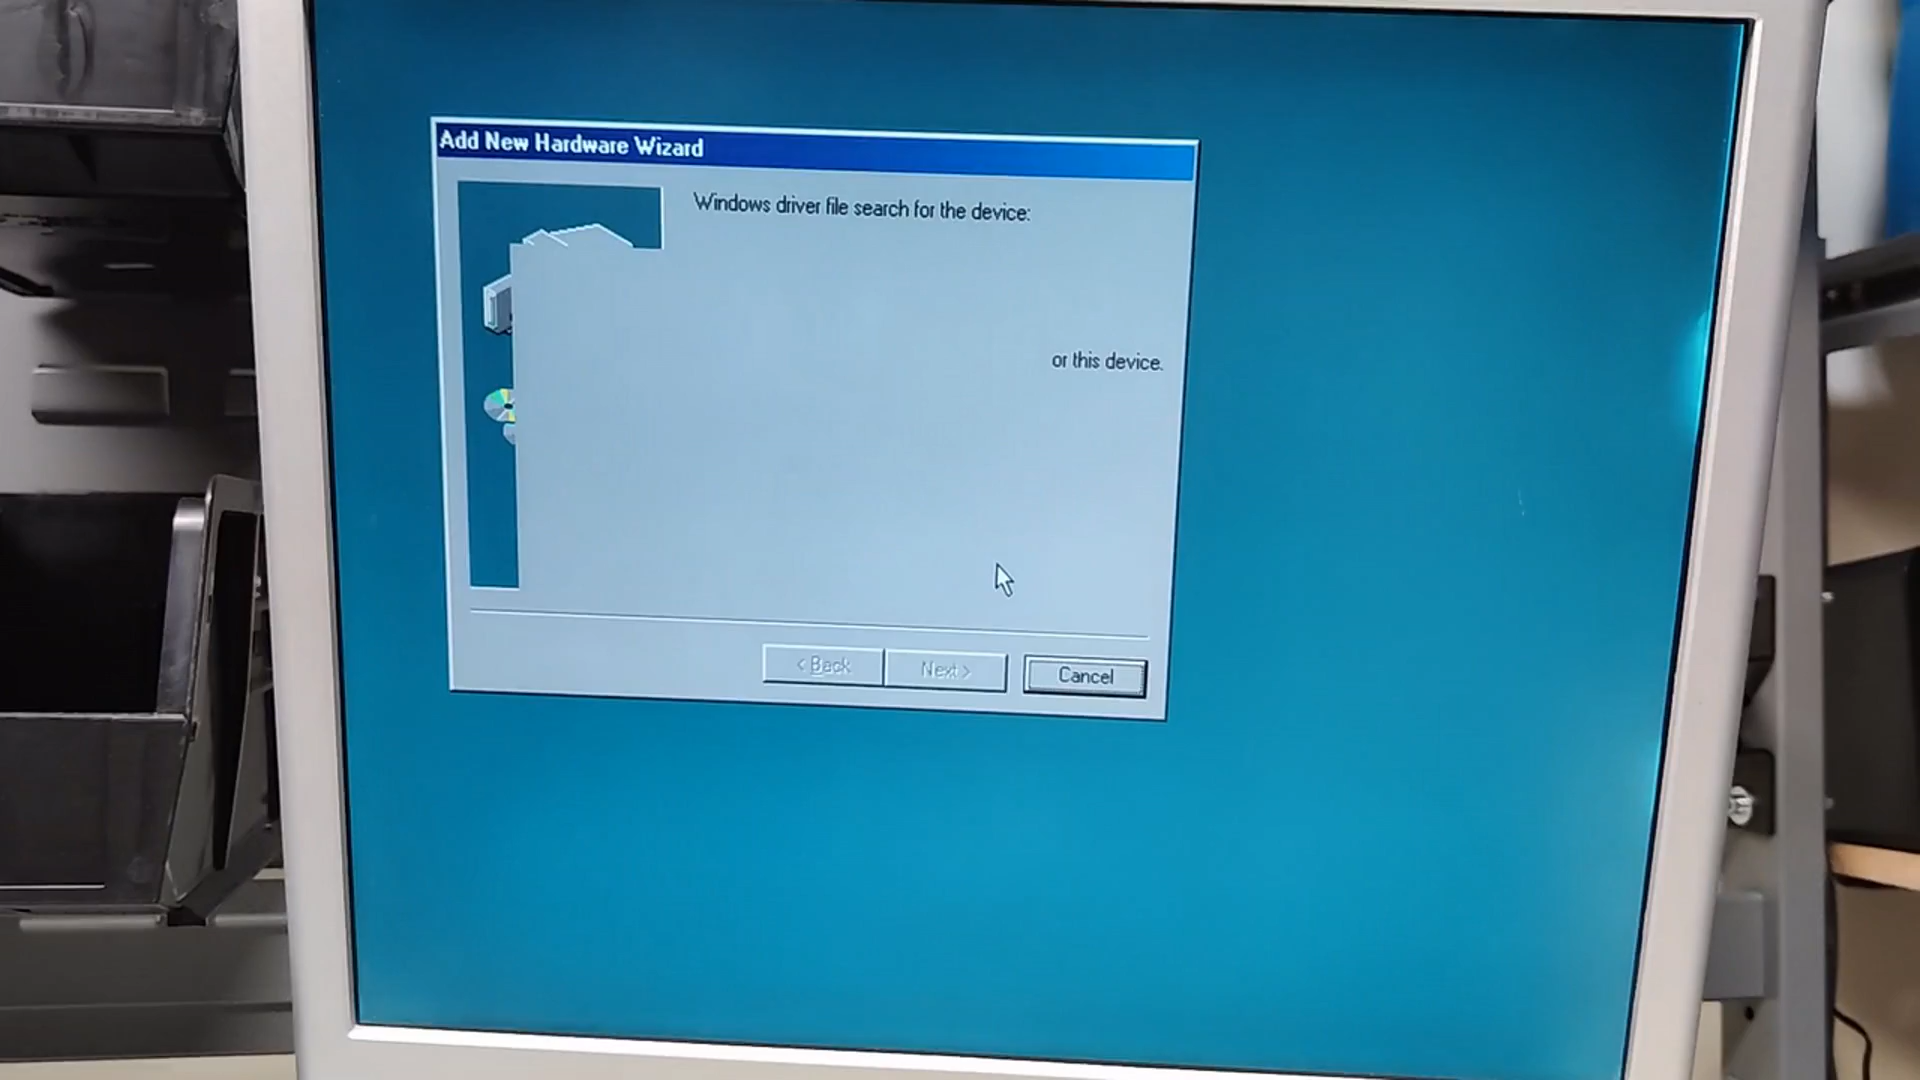 Add New Hardware Wizard
Windows driver file search for the device:
or this device.
< Back
Next >
Cancel